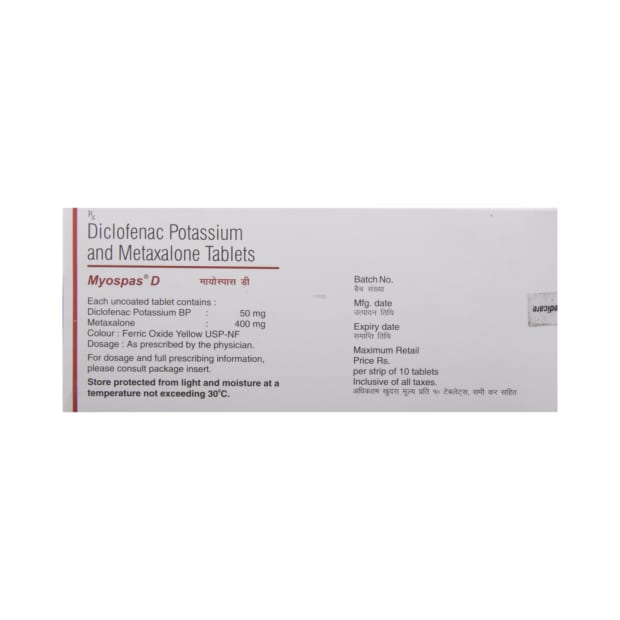 Rx
Diclofenac Potassium
and Metaxalone Tablets
Myospas® D मायोस्पास डी
Each uncoated tablet contains :
Diclofenac Potassium BP : 50 mg
Metaxalone : 400 mg
Colour : Ferric Oxide Yellow USP-NF
Dosage : As prescribed by the physician.
For dosage and full prescribing information,
please consult package insert.
Store protected from light and moisture at a
temperature not exceeding 30°C.
Batch No.
बैच संख्या
Mfg. date
उत्पादन तिथि
Expiry date
समाप्ति तिथि
Maximum Retail
Price Rs.
per strip of 10 tablets
Inclusive of all taxes.
अधिकतम खुदरा मूल्य प्रति १० टेबलेट्स, सभी कर सहित